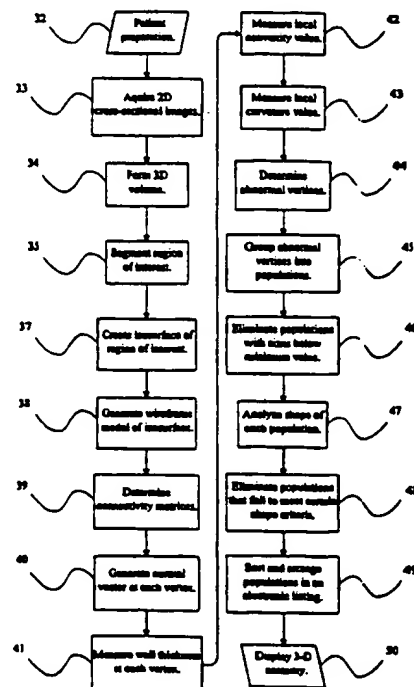 32
Patient
preparation.
33
Aquire 2D
cross-sectional images.
34
Form 3D
volume.
35
Segment region
of interest.
37
Create isosurface of
region of interest.
38
Generate wireframe
model of isosurface.
39
Determine
connectivity matrices.
40
Generate normal
vector at each vertex.
41
Measure wall thickness
at each vertex.
42
Measure local
convexity value.
43
Measure local
curvature value.
44
Determine
abnormal vertices.
45
Group abnormal
vertices into
populations.
46
Eliminate populations
with sizes below
minimum value.
47
Analyze shape of
each population.
48
Eliminate populations
that fail to meet certain
shape criteria.
49
Sort and arrange
populations in an
electronic listing.
50
Display 3-D
anatomy.